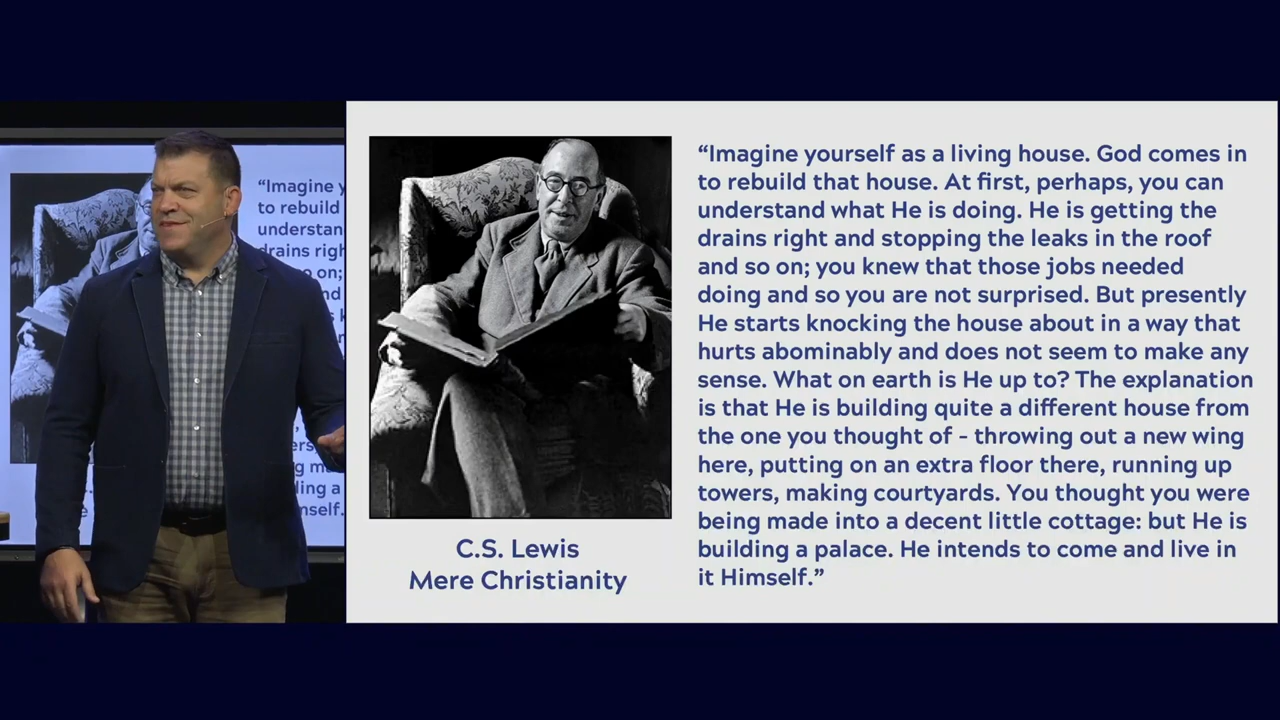 “Imagine y
to rebuild
understan
drains righ
o on;
nd
ers,
g m
ding a
mself.
C.S. Lewis
Mere Christianity
“Imagine yourself as a living house. God comes in
to rebuild that house. At first, perhaps, you can
understand what He is doing. He is getting the
drains right and stopping the leaks in the roof
and so on; you knew that those jobs needed
doing and so you are not surprised. But presently
He starts knocking the house about in a way that
hurts abominably and does not seem to make any
sense. What on earth is He up to? The explanation
is that He is building quite a different house from
the one you thought of - throwing out a new wing
here, putting on an extra floor there, running up
towers, making courtyards. You thought you were
being made into a decent little cottage: but He is
building a palace. He intends to come and live in
it Himself.”